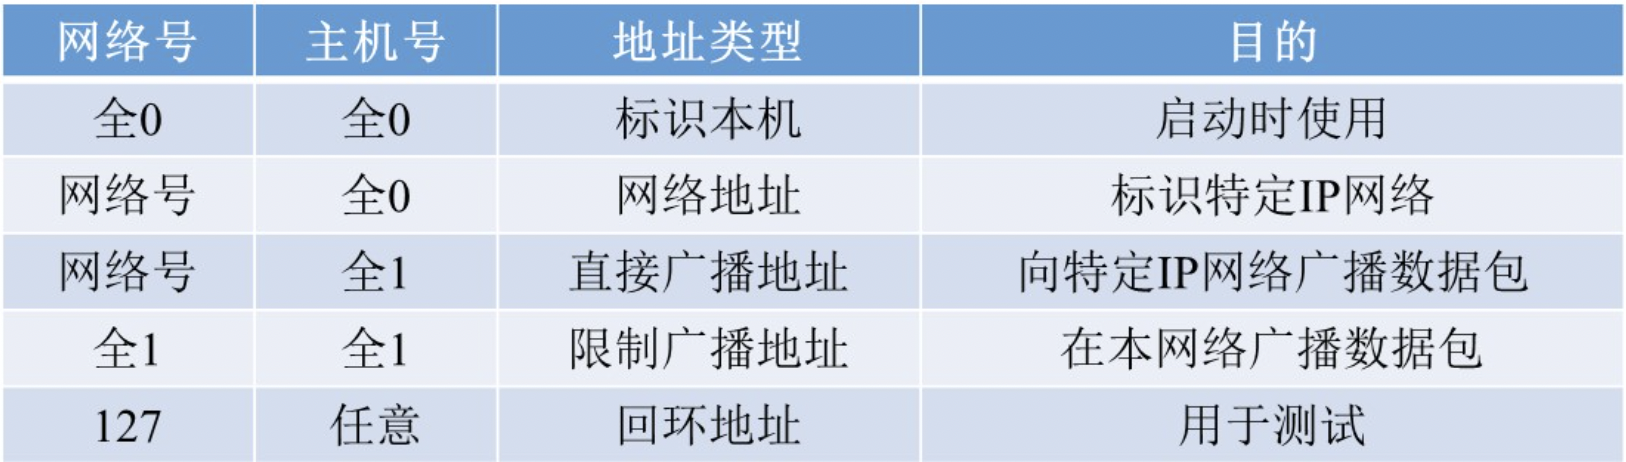 网络号 主机号 地址类型 目的
全0 全0 标识本机 启动时使用
网络号 全0 网络地址 标识特定IP网络
网络号 全1 直接广播地址 向特定IP网络广播数据包
全1 全1 限制广播地址 在本网络广播数据包
127 任意 回环地址 用于测试